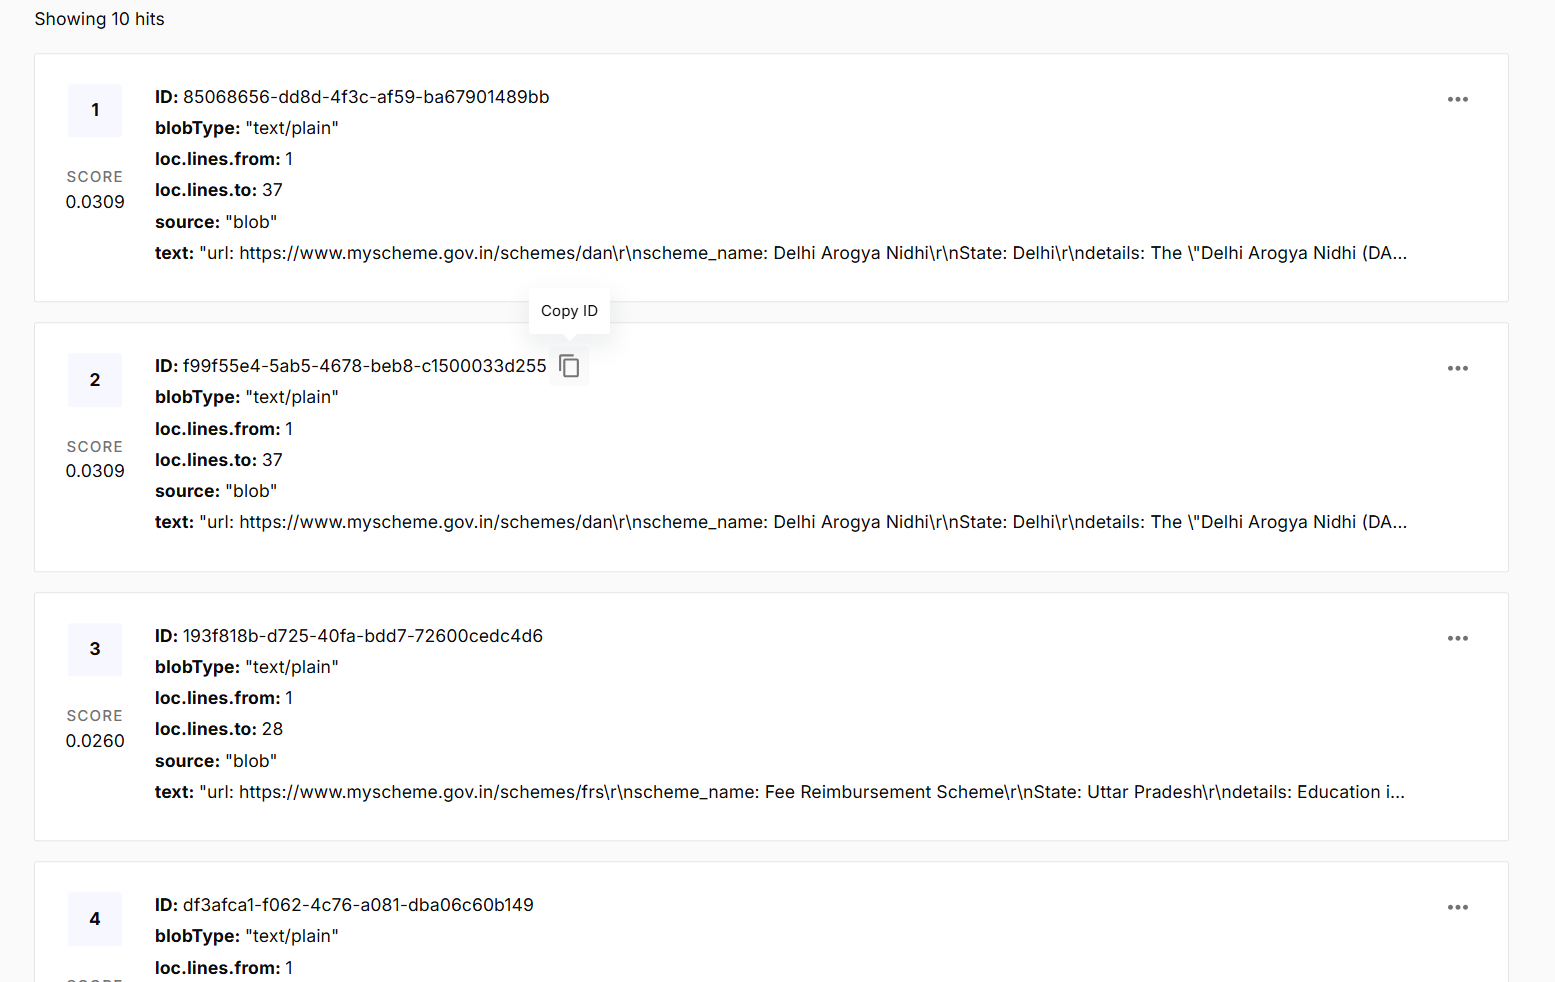 Showing 10 hits
1
ID: 85068656-dd8d-4f3c-af59-ba67901489bb
blobType: "text/plain"
loc.lines.from: 1
SCORE
loc.lines.to: 37
0.0309
source: "blob"
text: "url: https://www.myscheme.gov.in/schemes/dan\r\nscheme_name: Delhi Arogya Nidhi\r\nState: Delhi\r\ndetails: The \"Delhi Arogya Nidhi (DA...
Copy ID
2
ID: f99f55e4-5ab5-4678-beb8-c1500033d255
blobType: "text/plain"
loc.lines.from: 1
SCORE
loc.lines.to: 37
0.0309
source: "blob"
text: "url: https://www.myscheme.gov.in/schemes/dan\r\nscheme_name: Delhi Arogya Nidhi\r\nState: Delhi\r\ndetails: The \"Delhi Arogya Nidhi (DA...
3
ID: 193f818b-d725-40fa-bdd7-72600cedc4d6
blobType: "text/plain"
loc.lines.from: 1
SCORE
loc.lines.to: 28
0.0260
source: "blob"
text: "url: https://www.myscheme.gov.in/schemes/frs\r\nscheme_name: Fee Reimbursement Scheme\r\nState: Uttar Pradesh\r\ndetails: Education i...
4
ID: df3afca1-f062-4c76-a081-dba06c60b149
blobType: "text/plain"
loc.lines.from: 1